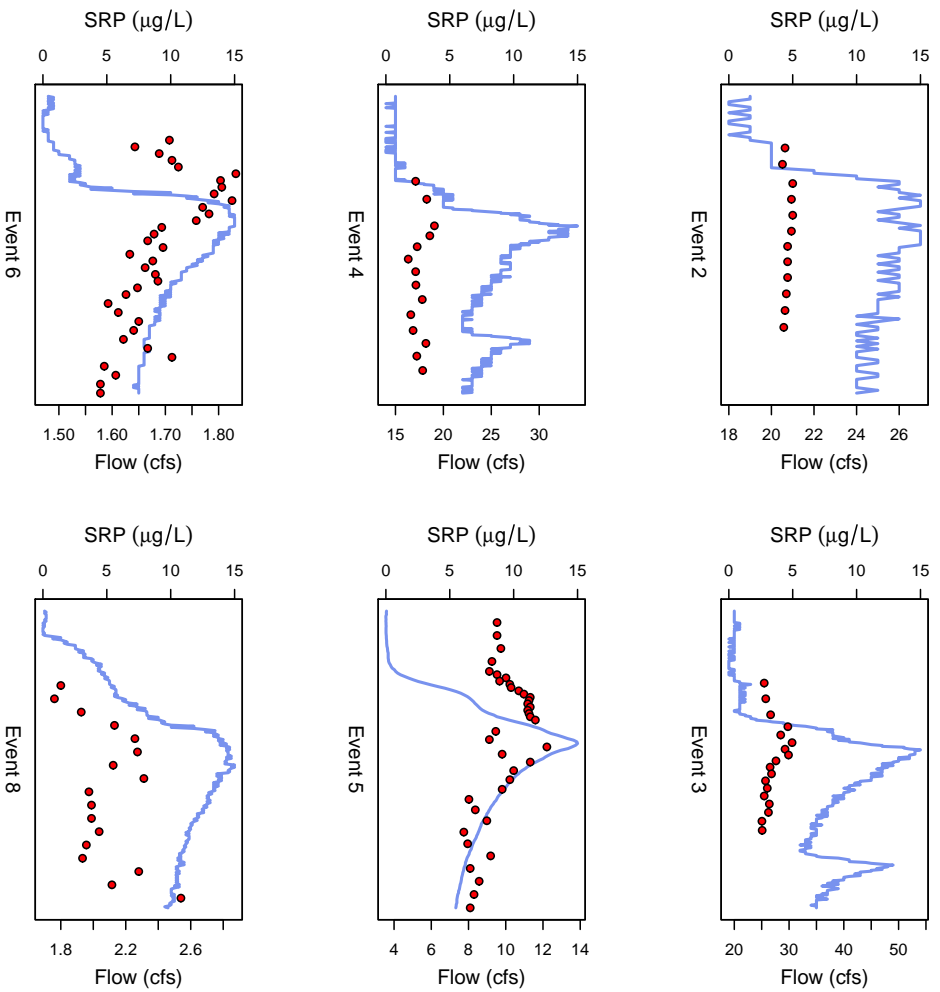 SRP (µg/L) SRP (µg/L) SRP (µg/L)
0 5 10 15 0 5 10 15 0 5 10 15
Event 6 Event 4 Event 2
1.50 1.60 1.70 1.80 15 20 25 30 18 20 22 24 26
Flow (cfs) Flow (cfs) Flow (cfs)
SRP (µg/L) SRP (µg/L) SRP (µg/L)
0 5 10 15 0 5 10 15 0 5 10 15
Event 8 Event 5 Event 3
1.8 2.2 2.6 4 6 8 10 12 14 20 30 40 50
Flow (cfs) Flow (cfs) Flow (cfs)